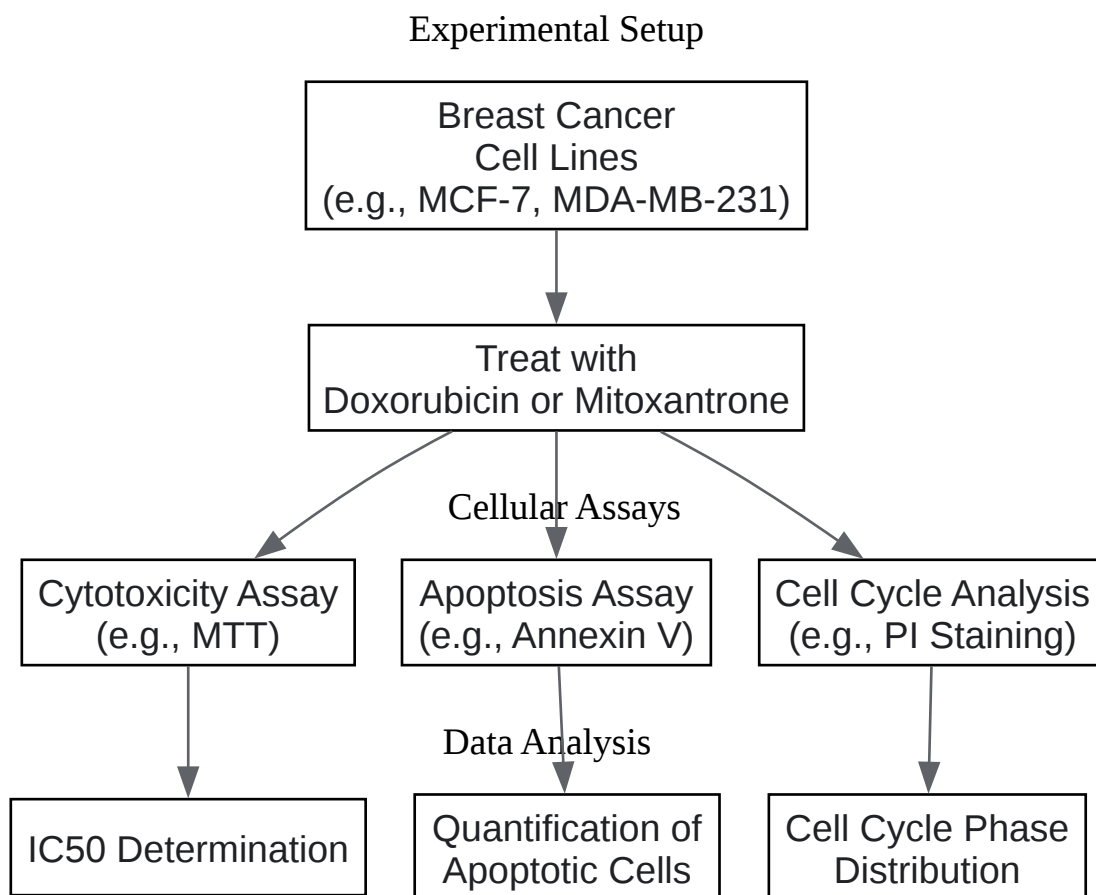 Experimental Setup
Breast Cancer
Cell Lines
(e.g., MCF-7, MDA-MB-231)
Treat with
Doxorubicin or Mitoxantrone
Cellular Assays
Cytotoxicity Assay
(e.g., MTT)
Apoptosis Assay
(e.g., Annexin V)
Cell Cycle Analysis
(e.g., PI Staining)
Data Analysis
IC50 Determination
Quantification of
Apoptotic Cells
Cell Cycle Phase
Distribution